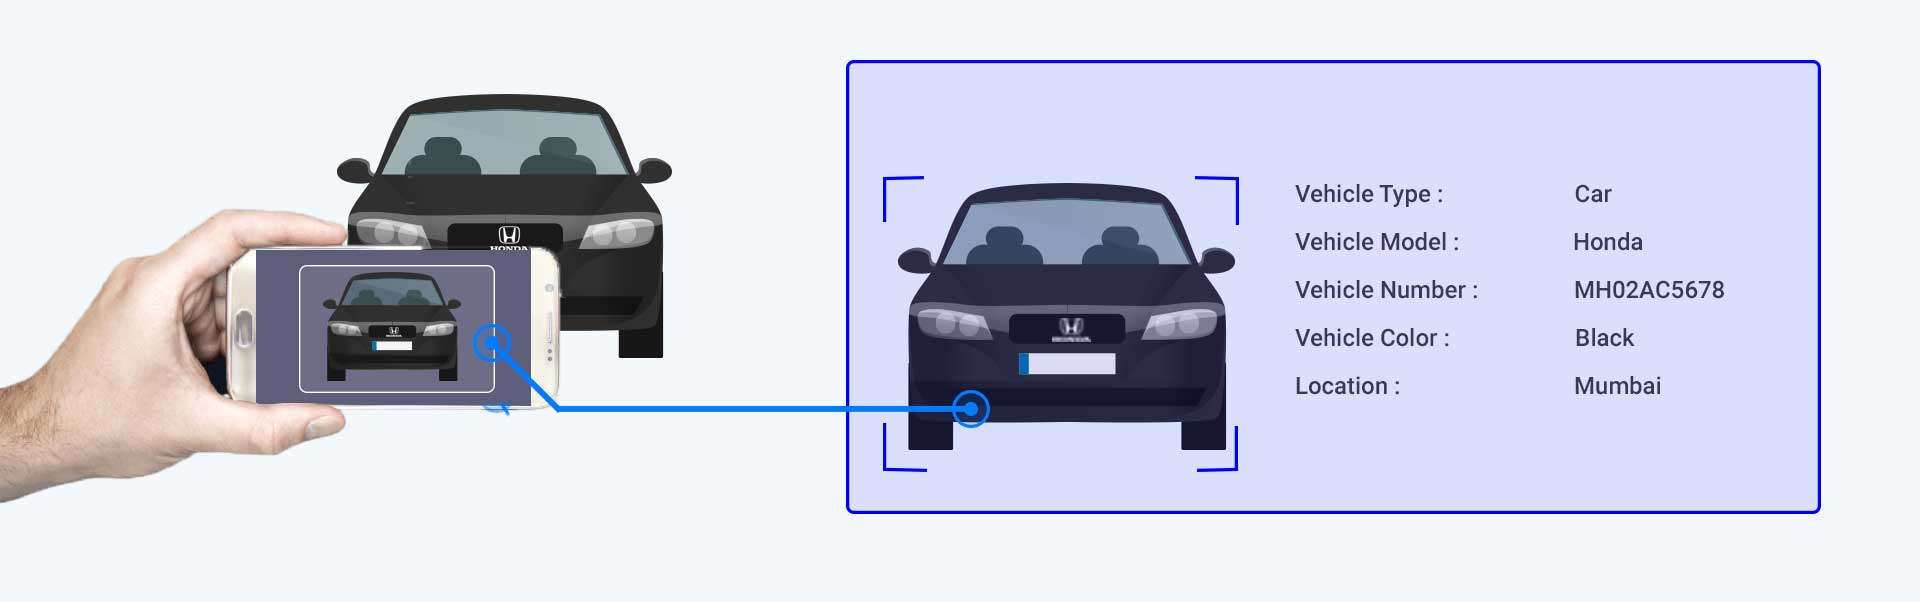 HONDA
Vehicle Type : Car
Vehicle Model : Honda
Vehicle Number : MH02AC5678
Vehicle Color : Black
Location : Mumbai